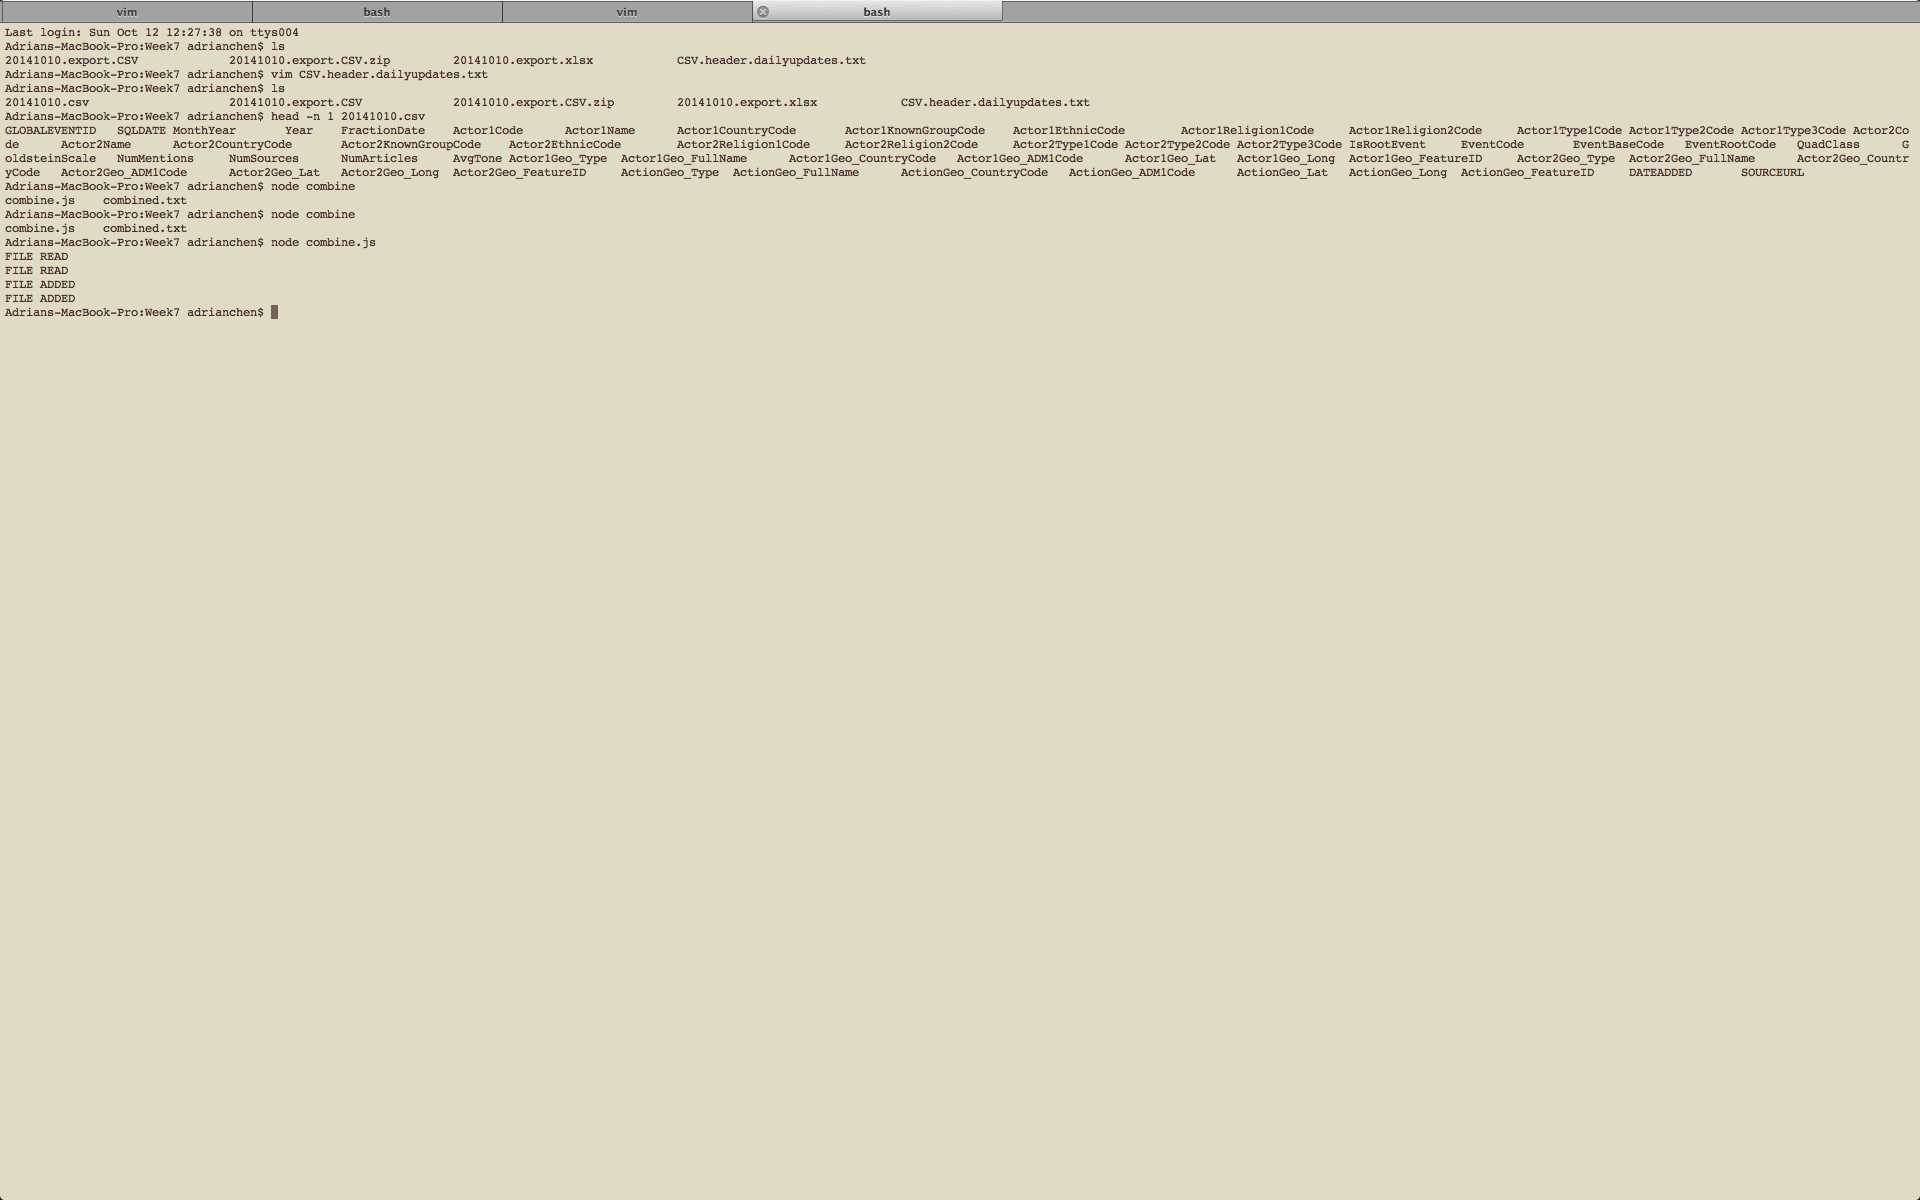 vim bash vim bash
Last login: Sun Oct 12 12:27:38 on ttys004
Adrians-MacBook-Pro:Week7 adrianchen$ ls
20141010.export.CSV 20141010.export.CSV.zip 20141010.export.xlsx CSV.header.dailyupdates.txt
Adrians-MacBook-Pro:Week7 adrianchen$ vim CSV.header.dailyupdates.txt
Adrians-MacBook-Pro:Week7 adrianchen$ ls
20141010.csv 20141010.export.CSV 20141010.export.CSV.zip 20141010.export.xlsx CSV.header.dailyupdates.txt
Adrians-MacBook-Pro:Week7 adrianchen$ head -n 1 20141010.csv
GLOBALEVENTID SQLDATE MonthYear Year FractionDate Actor1Code Actor1Name Actor1CountryCode Actor1KnownGroupCode Actor1EthnicCode Actor1Religion1Code Actor1Religion2Code Actor1Type1Code Actor1Type2Code Actor1Type3Code Actor2Co
de Actor2Name Actor2CountryCode Actor2KnownGroupCode Actor2EthnicCode Actor2Religion1Code Actor2Religion2Code Actor2Type1Code Actor2Type2Code Actor2Type3Code IsRootEvent EventCode EventBaseCode EventRootCode QuadClass G
oldsteinScale NumMentions NumSources NumArticles AvgTone Actor1Geo_Type Actor1Geo_FullName Actor1Geo_CountryCode Actor1Geo_ADM1Code Actor1Geo_Lat Actor1Geo_Long Actor1Geo_FeatureID Actor2Geo_Type Actor2Geo_FullName Actor2Geo_Countr
yCode Actor2Geo_ADM1Code Actor2Geo_Lat Actor2Geo_Long Actor2Geo_FeatureID ActionGeo_Type ActionGeo_FullName ActionGeo_CountryCode ActionGeo_ADM1Code ActionGeo_Lat ActionGeo_Long ActionGeo_FeatureID DATEADDED SOURCEURL
Adrians-MacBook-Pro:Week7 adrianchen$ node combine
combine.js combined.txt
Adrians-MacBook-Pro:Week7 adrianchen$ node combine
combine.js combined.txt
Adrians-MacBook-Pro:Week7 adrianchen$ node combine.js
FILE READ
FILE READ
FILE ADDED
FILE ADDED
Adrians-MacBook-Pro:Week7 adrianchen$